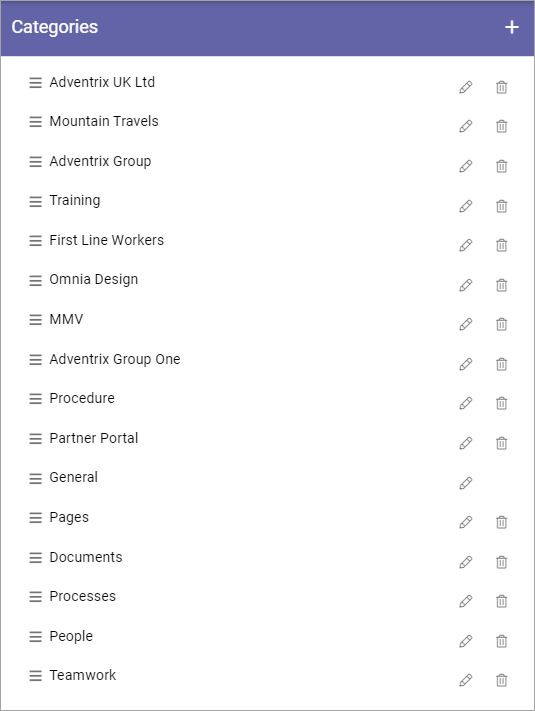 Categories
Adventrix UK Ltd
Mountain Travels
Adventrix Group
Training
First Line Workers
Omnia Design
MMV
Adventrix Group One
Procedure
Partner Portal
General
Pages
Documents
Processes
People
Teamwork